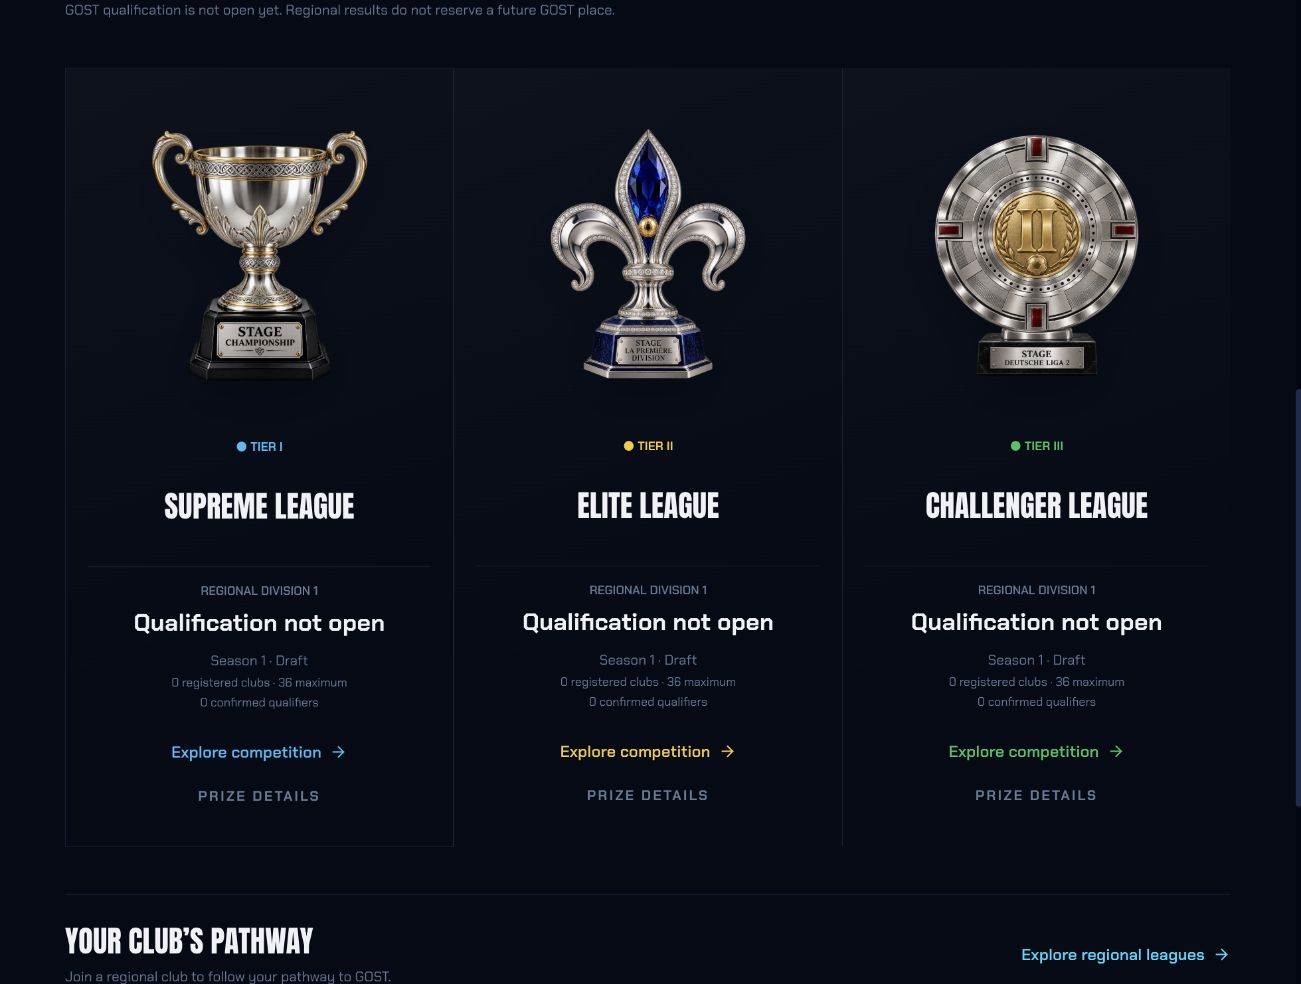 GOST qualification is not open yet. Regional results do not reserve a future GOST place.
STAGE
CHAMPIONSHIP
TIER I
SUPREME LEAGUE
REGIONAL DIVISION 1
Qualification not open
Season 1 · Draft
0 registered clubs · 36 maximum
0 confirmed qualifiers
Explore competition →
PRIZE DETAILS
STAGE
LA PREMIÈRE
DIVISION
TIER II
ELITE LEAGUE
REGIONAL DIVISION 1
Qualification not open
Season 1 · Draft
0 registered clubs · 36 maximum
0 confirmed qualifiers
Explore competition →
PRIZE DETAILS
II
STAGE
DEUTSCHE LIGA 2
TIER III
CHALLENGER LEAGUE
REGIONAL DIVISION 1
Qualification not open
Season 1 · Draft
0 registered clubs · 36 maximum
0 confirmed qualifiers
Explore competition →
PRIZE DETAILS
YOUR CLUB'S PATHWAY
Join a regional club to follow your pathway to GOST.
Explore regional leagues →